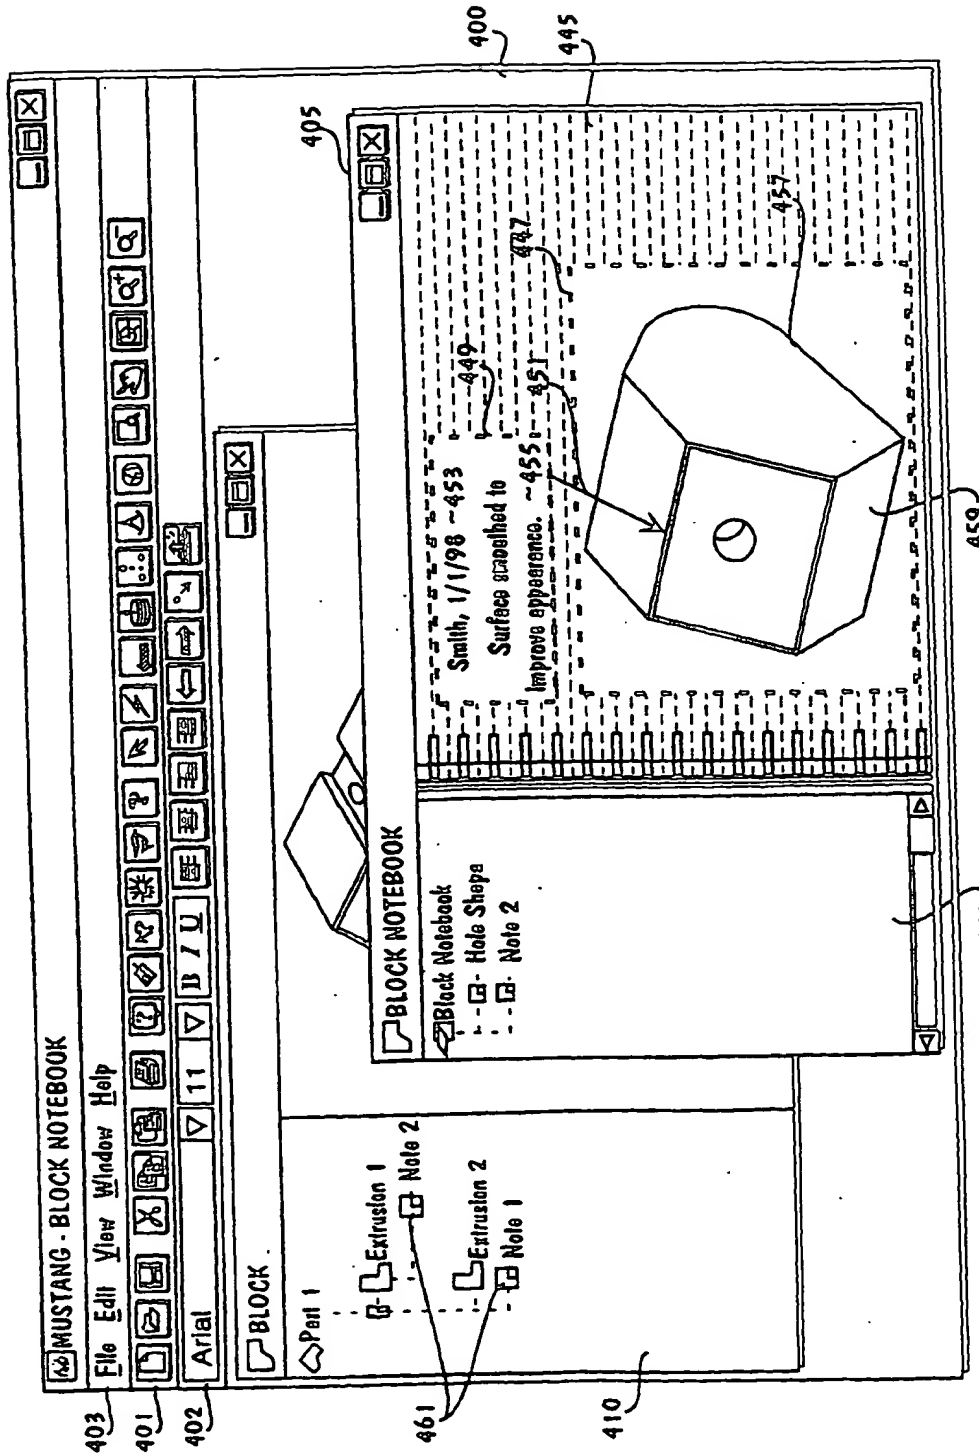 MUSTANG - BLOCK NOTEBOOK
File Edit View Window Help
Arial 11 B I U
BLOCK
Part 1
Extrusion 1
Note 2
Extrusion 2
Note 1
BLOCK NOTEBOOK
Block Notebook
Hole Shape
Note 2
Smith, 1/1/98 ~453
Surface smoothed to
Improve appearance. ~455
403
401
402
461
410
405
400
445
447
449
451
457
459